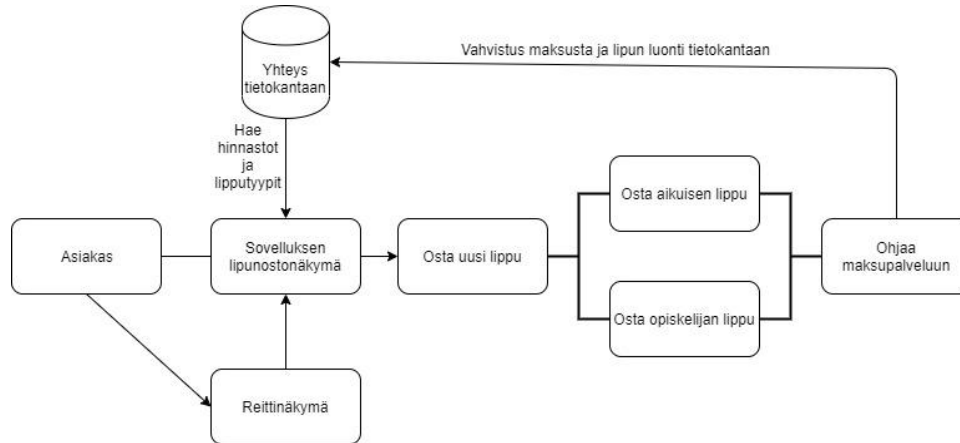 Vahvistus maksusta ja lipun luonti tietokantaan
Yhteys
tietokantaan
Hae
hinnastot
ja
lipputyypit
Asiakas
Sovelluksen
lipunostonäkymä
Osta uusi lippu
Osta aikuisen lippu
Osta opiskelijan lippu
Ohjaa
maksupalveluun
Reittinäkymä